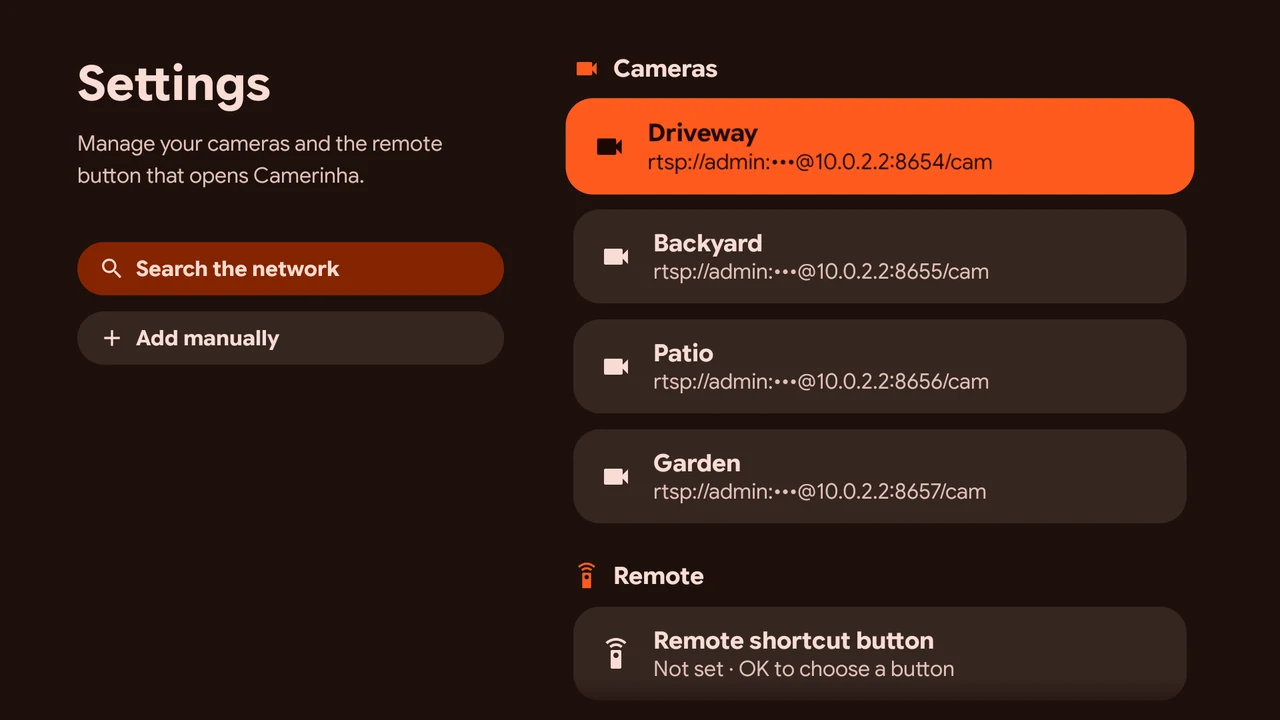 Settings
Manage your cameras and the remote
button that opens Camerinha.
Search the network
Add manually
Cameras
Driveway
rtsp://admin:•••@10.0.2.2:8654/cam
Backyard
rtsp://admin:•••@10.0.2.2:8655/cam
Patio
rtsp://admin:•••@10.0.2.2:8656/cam
Garden
rtsp://admin:•••@10.0.2.2:8657/cam
Remote
Remote shortcut button
Not set · OK to choose a button